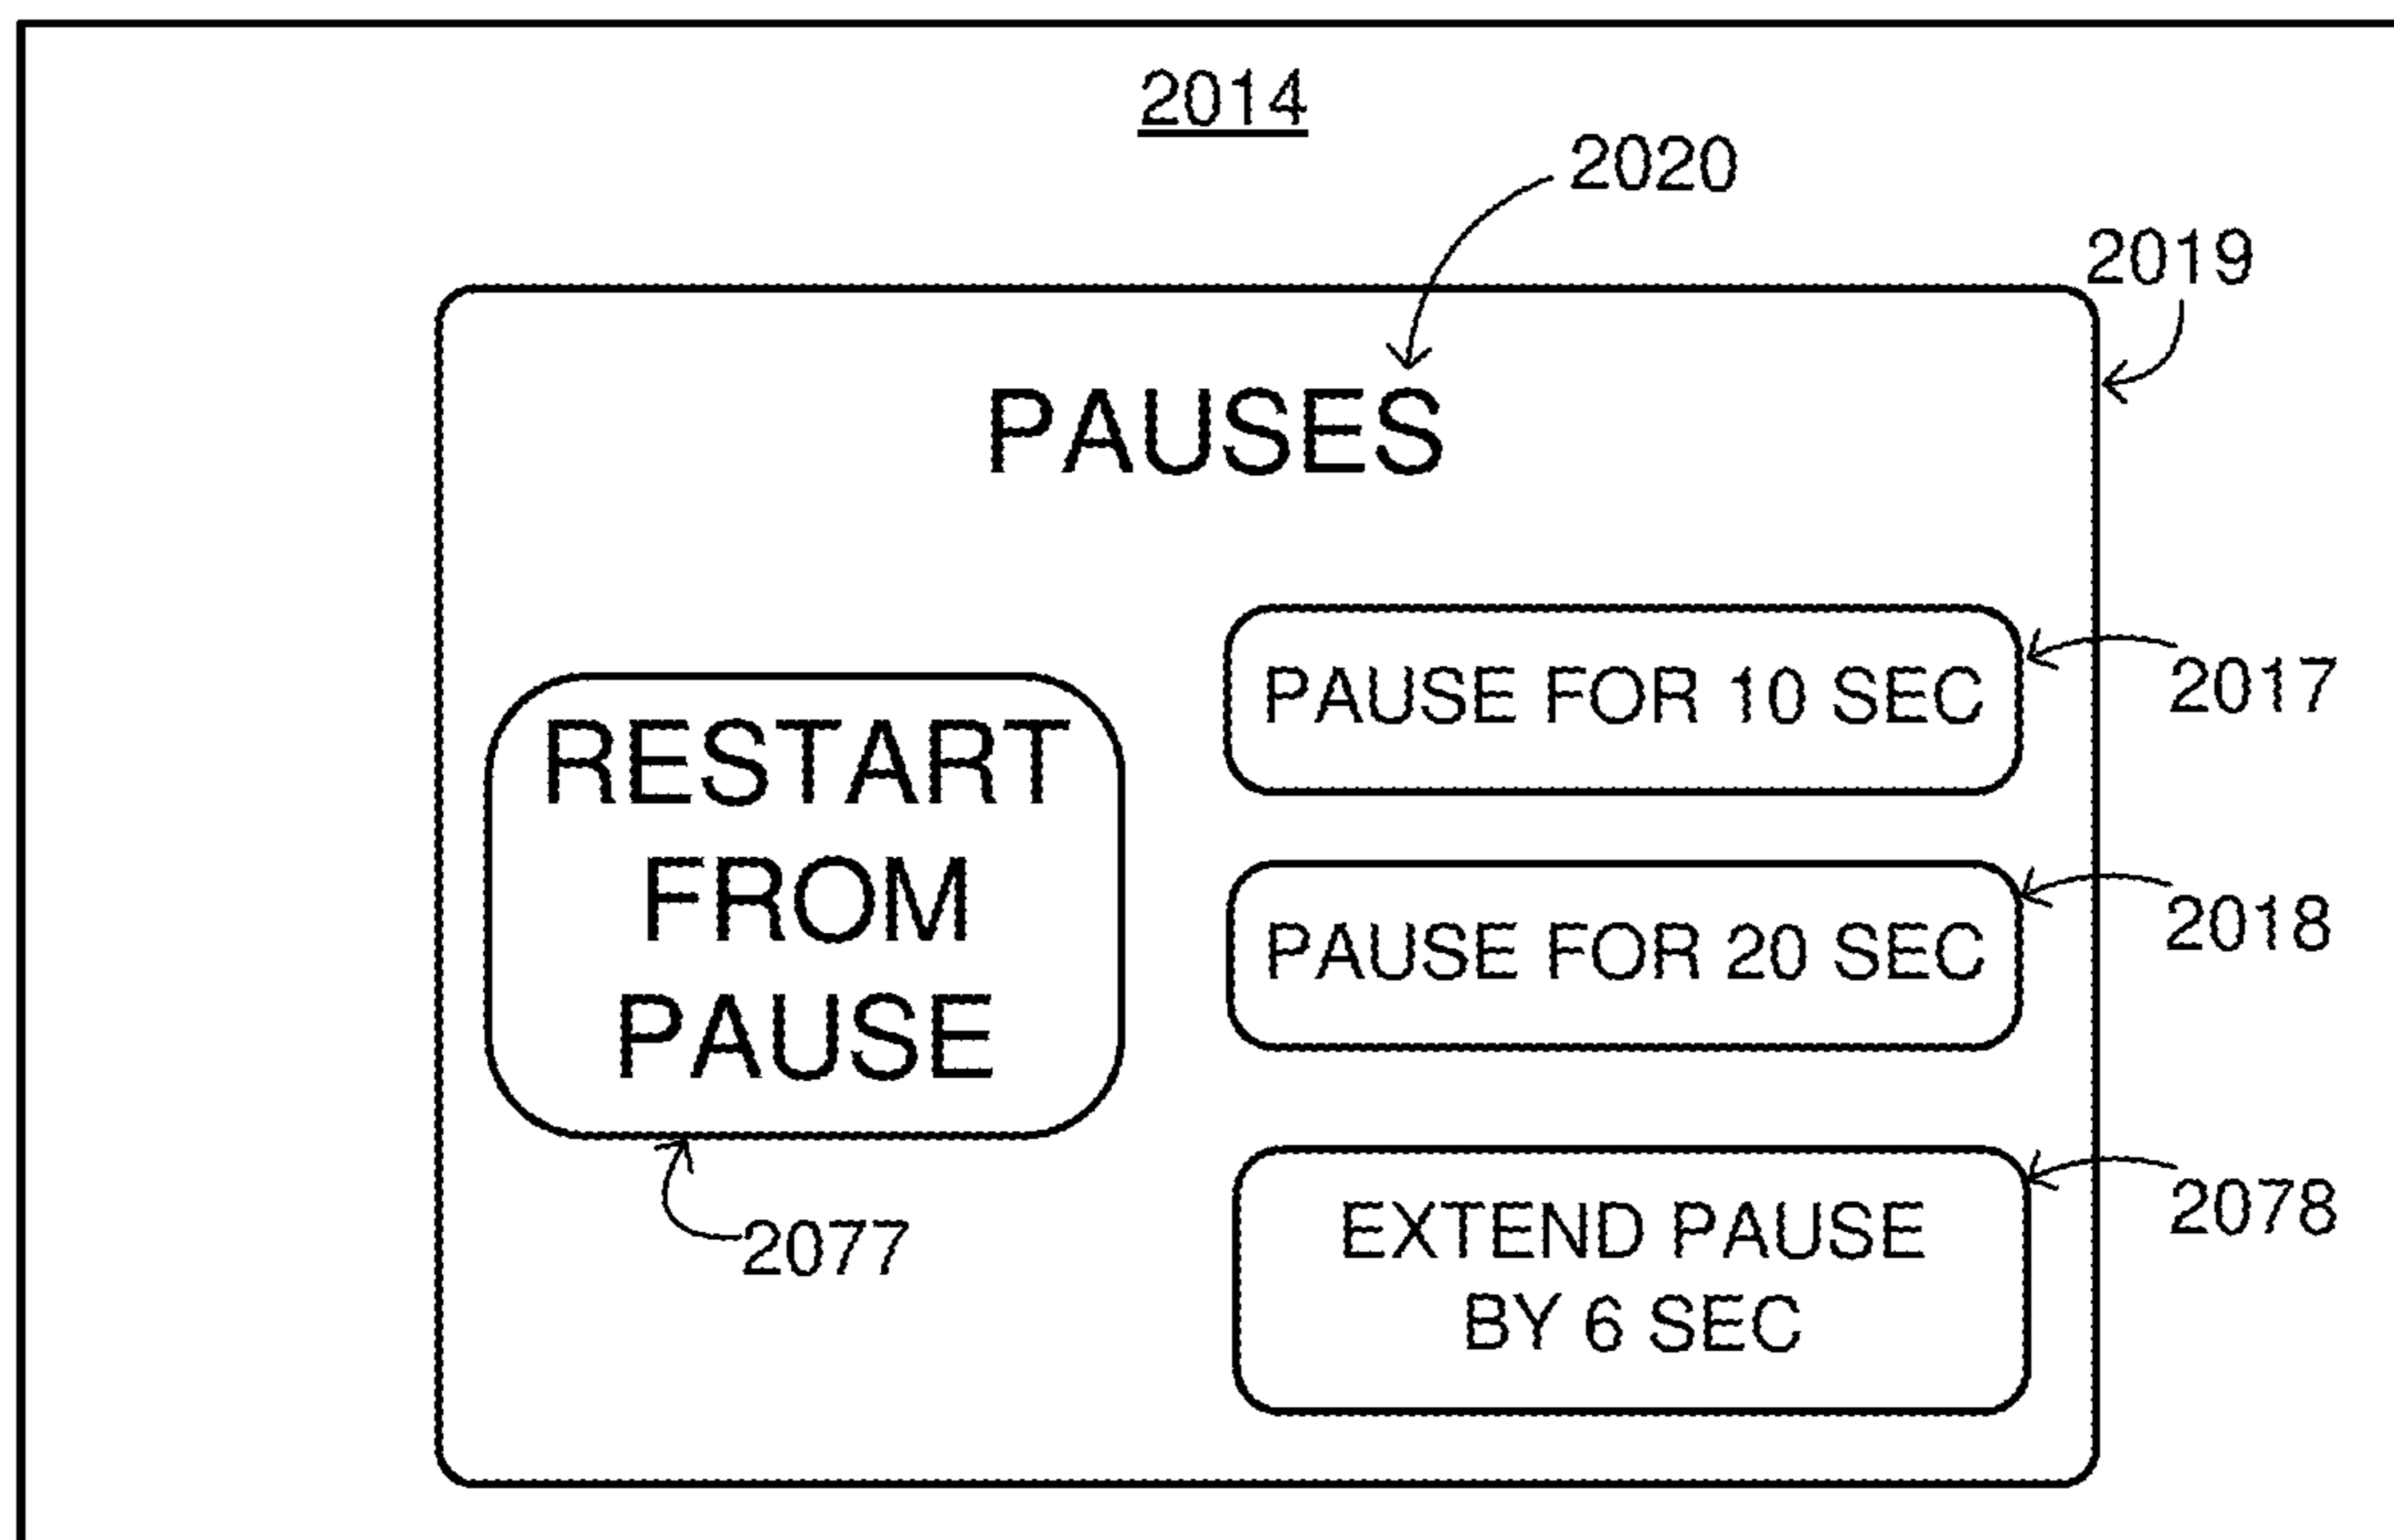 2014
2020
2019
PAUSES
PAUSE FOR 10 SEC
2017
RESTART
FROM
PAUSE
2077
PAUSE FOR 20 SEC
2018
EXTEND PAUSE
BY 6 SEC
2078